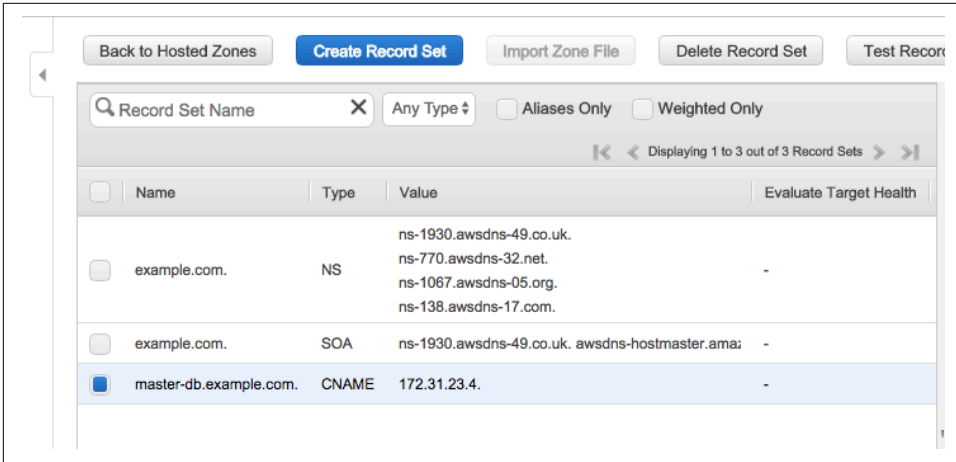 Back to Hosted Zones Create Record Set Import Zone File Delete Record Set Test Recor
Record Set Name Any Type Aliases Only Weighted Only
Displaying 1 to 3 out of 3 Record Sets
Name Type Value Evaluate Target Health
ns-1930.awsdns-49.co.uk.
ns-770.awsdns-32.net.
example.com. NS -
ns-1067.awsdns-05.org.
ns-138.awsdns-17.com.
example.com. SOA ns-1930.awsdns-49.co.uk. awsdns-hostmaster.amaz -
master-db.example.com. CNAME 172.31.23.4. -